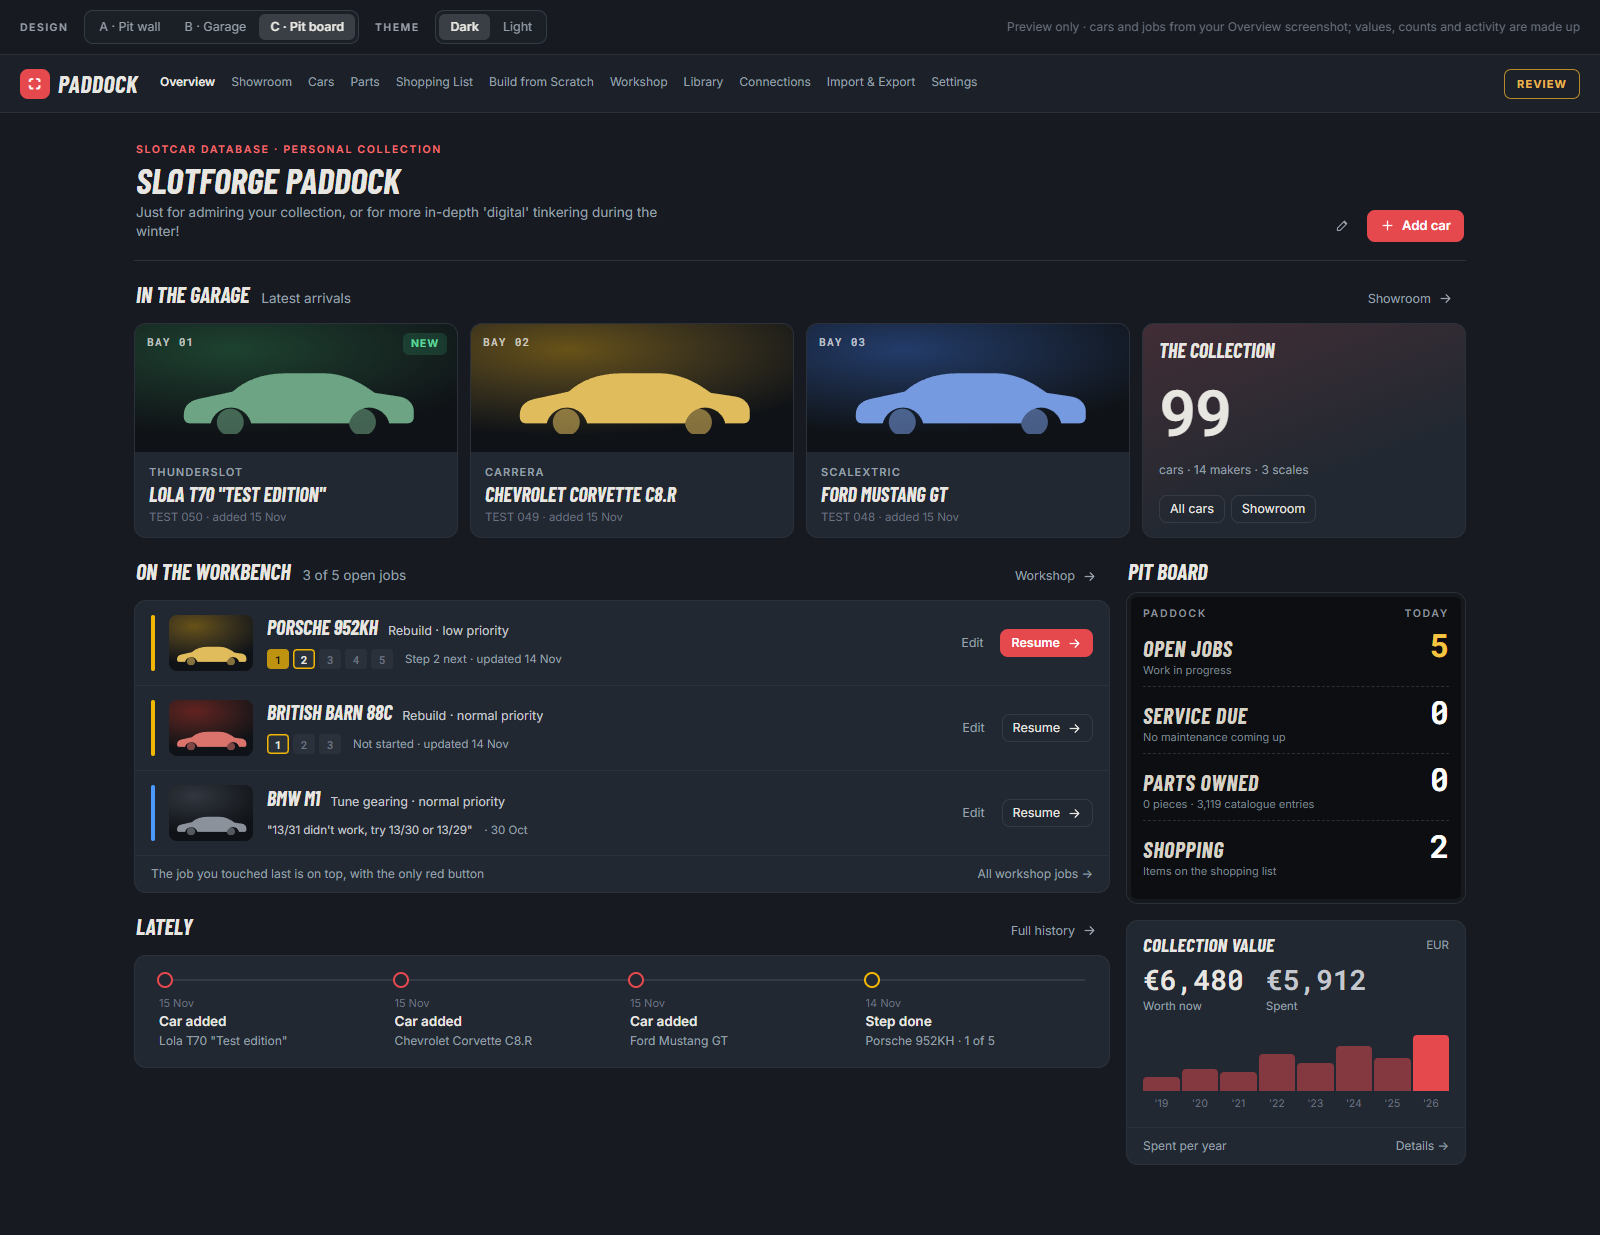 DESIGN A · Pit wall B · Garage C · Pit board THEME Dark Light Preview only · cars and jobs from your Overview screenshot; values, counts and activity are made up
PADDOCK Overview Showroom Cars Parts Shopping List Build from Scratch Workshop Library Connections Import & Export Settings REVIEW
SLOTCAR DATABASE · PERSONAL COLLECTION
SLOTFORGE PADDOCK
Just for admiring your collection, or for more in-depth 'digital' tinkering during the
winter!
Add car
IN THE GARAGE Latest arrivals Showroom →
BAY 01 NEW
THUNDERSLOT
LOLA T70 "TEST EDITION"
TEST 050 · added 15 Nov
BAY 02
CARRERA
CHEVROLET CORVETTE C8.R
TEST 049 · added 15 Nov
BAY 03
SCALEXTRIC
FORD MUSTANG GT
TEST 048 · added 15 Nov
THE COLLECTION
99
cars · 14 makers · 3 scales
All cars Showroom
ON THE WORKBENCH 3 of 5 open jobs Workshop →
PORSCHE 952KH Rebuild · low priority
1 2 3 4 5 Step 2 next · updated 14 Nov
Edit Resume →
BRITISH BARN 88C Rebuild · normal priority
1 2 3 Not started · updated 14 Nov
Edit Resume →
BMW M1 Tune gearing · normal priority
"13/31 didn't work, try 13/30 or 13/29" · 30 Oct
Edit Resume →
The job you touched last is on top, with the only red button All workshop jobs →
PIT BOARD
PADDOCK TODAY
OPEN JOBS 5
Work in progress
SERVICE DUE 0
No maintenance coming up
PARTS OWNED 0
0 pieces · 3,119 catalogue entries
SHOPPING 2
Items on the shopping list
LATELY Full history →
15 Nov
Car added
Lola T70 "Test edition"
15 Nov
Car added
Chevrolet Corvette C8.R
15 Nov
Car added
Ford Mustang GT
14 Nov
Step done
Porsche 952KH · 1 of 5
COLLECTION VALUE EUR
€6,480 €5,912
Worth now Spent
'19 '20 '21 '22 '23 '24 '25 '26
Spent per year Details →